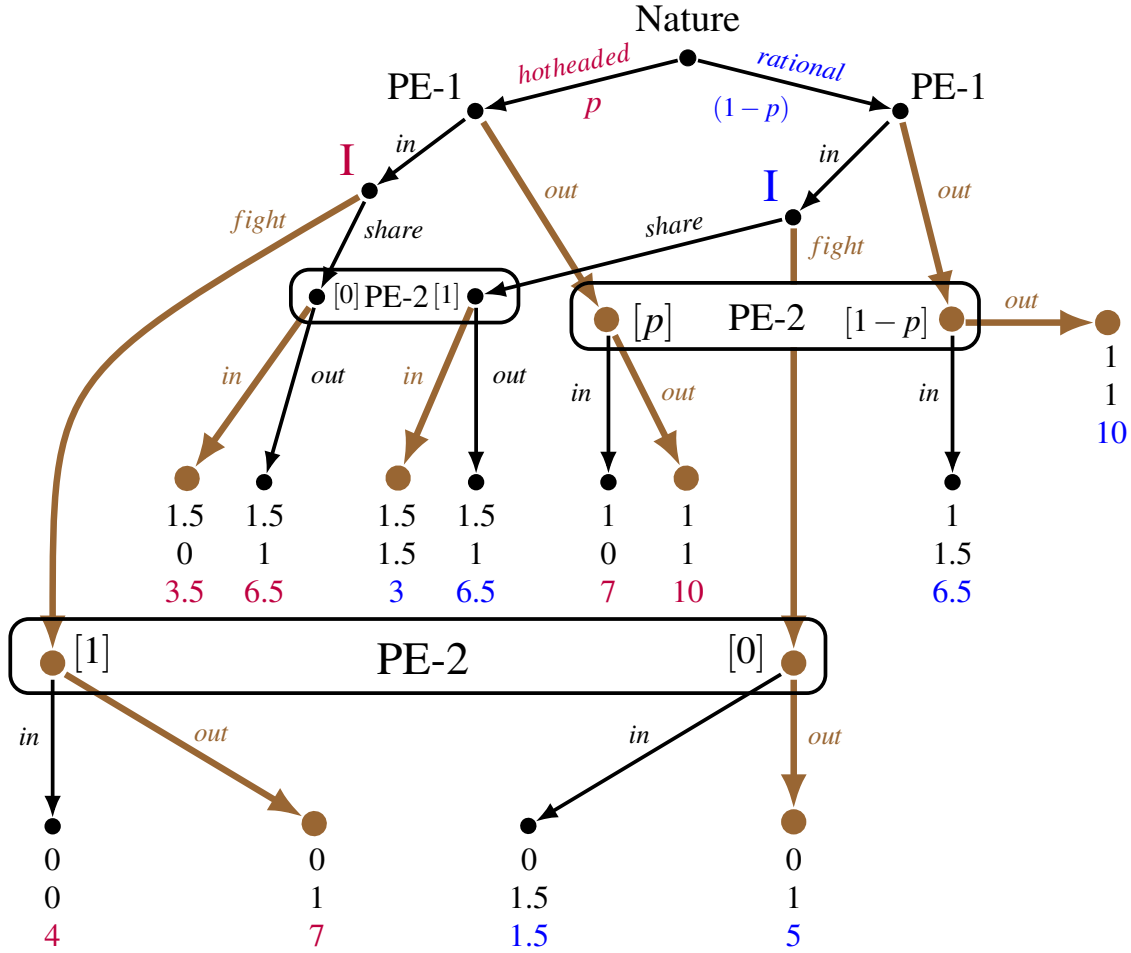 Nature
hotheaded
rational
PE-1
p
(1 − p)
PE-1
in
in
I
I
out
out
fight
share
share
fight
[0] PE-2 [1]
[p] PE-2 [1 − p]
out
in
out
in
out
in
out
in
1
1
10
1.5
0
3.5
1.5
1
6.5
1.5
1.5
3
1.5
1
6.5
1
0
7
1
1
10
1
1.5
6.5
[1] PE-2 [0]
in
out
in
out
0
0
4
0
1
7
0
1.5
1.5
0
1
5